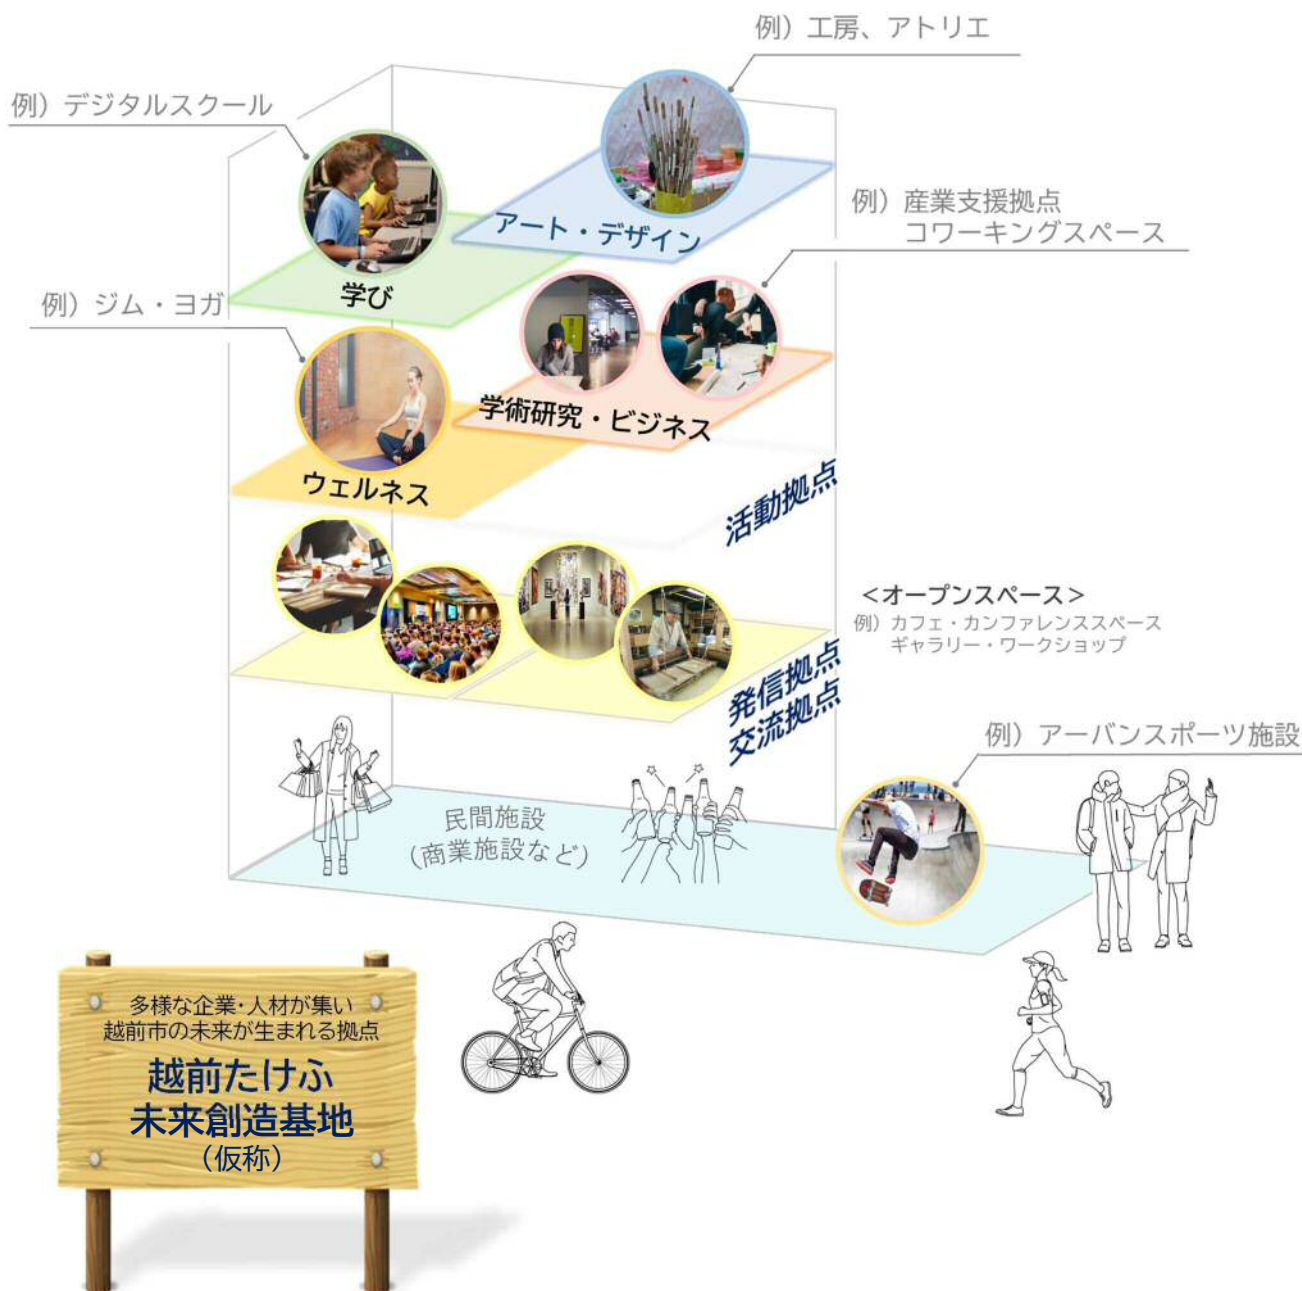 例）工房、アトリエ
例）デジタルスクール
アート・デザイン
例）産業支援拠点
コワーキングスペース
学び
例）ジム・ヨガ
学術研究・ビジネス
ウェルネス
活動拠点
＜オープンスペース＞
例）カフェ・カンファレンススペース
ギャラリー・ワークショップ
発信拠点
交流拠点
例）アーバンスポーツ施設
民間施設
（商業施設など）
多様な企業・人材が集い
越前市の未来が生まれる拠点
越前たけふ
未来創造基地
（仮称）